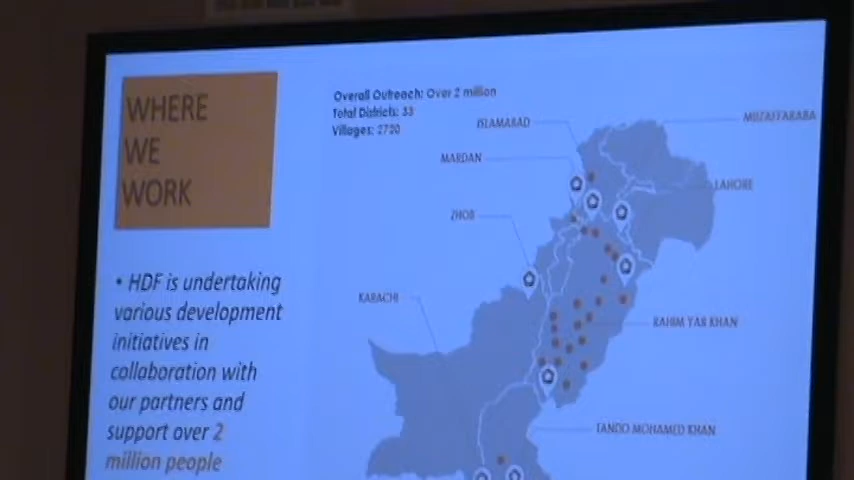 WHERE
WE
WORK
• HDF is undertaking
various development
initiatives in
collaboration with
our partners and
support over 2
million people
Overall Outreach: Over 2 million
Total Districts: 33
Villages: 2720
ISLAMABAD
MUZAFFARABA
MARDAN
LAHORE
ZHOB
KARACHI
RAHIM YAR KHAN
TANDO MOHAMED KHAN